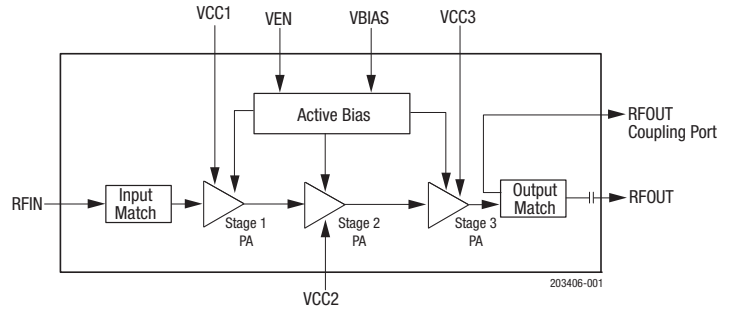 VCC1
VEN
VBIAS
VCC3
Active Bias
RFOUT
Coupling Port
RFIN
Input
Match
Stage 1
PA
Stage 2
PA
Stage 3
PA
Output
Match
RFOUT
VCC2
203406-001